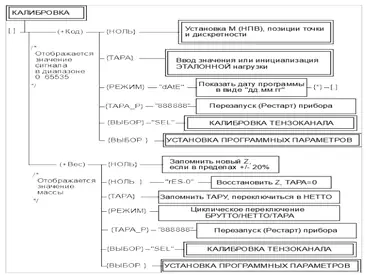 КАЛИБРОВКА
[ ] (+Код) {НОЛЬ} Установка М (НПВ), позиции точки
и дискретности
/*
Отображается
значение
сигнала
в диапазоне
0 65535
*/
{ТАРА} Ввод значения или инициализация
ЭТАЛОННОЙ нагрузки
{РЕЖИМ} "dAtE" Показать дату программы
в виде "дд.мм гг" ["] [ ]
{ТАРА_Р} "888888" Перезапуск (Рестарт) прибора
{ВЫБОР} "SEL" КАЛИБРОВКА ТЕНЗОКАНАЛА
{ВЫБОР } УСТАНОВКА ПРОГРАММНЫХ ПАРАМЕТРОВ
(+Вес) {НОЛЬ} Запомнить новый Z,
если в пределах +/- 20%
/*
Отображается
значение
массы
*/
{НОЛЬ } "rES-0" Восстановить Z, ТАРА=0
{ТАРА} Запомнить ТАРУ, переключиться в НЕТТО
{РЕЖИМ} Циклическое переключение
БРУТТО/НЕТТО/ТАРА
{ТАРА_Р} "888888" Перезапуск (Рестарт) прибора
{ВЫБОР} "SEL" КАЛИБРОВКА ТЕНЗОКАНАЛА
{ВЫБОР } УСТАНОВКА ПРОГРАММНЫХ ПАРАМЕТРОВ